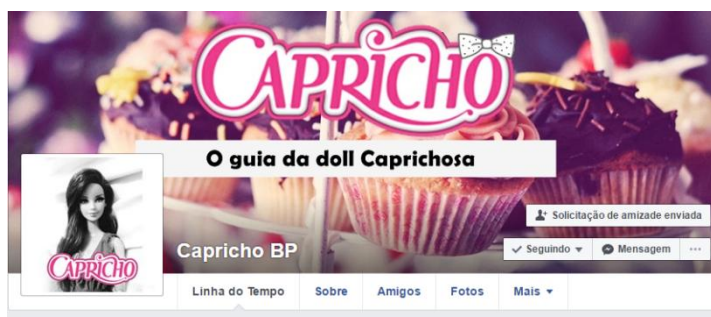 CAPRICHO
O guia da doll Caprichosa
Solicitação de amizade enviada
CAPRICHO
Capricho BP
Seguindo
Mensagem
Linha do Tempo
Sobre
Amigos
Fotos
Mais